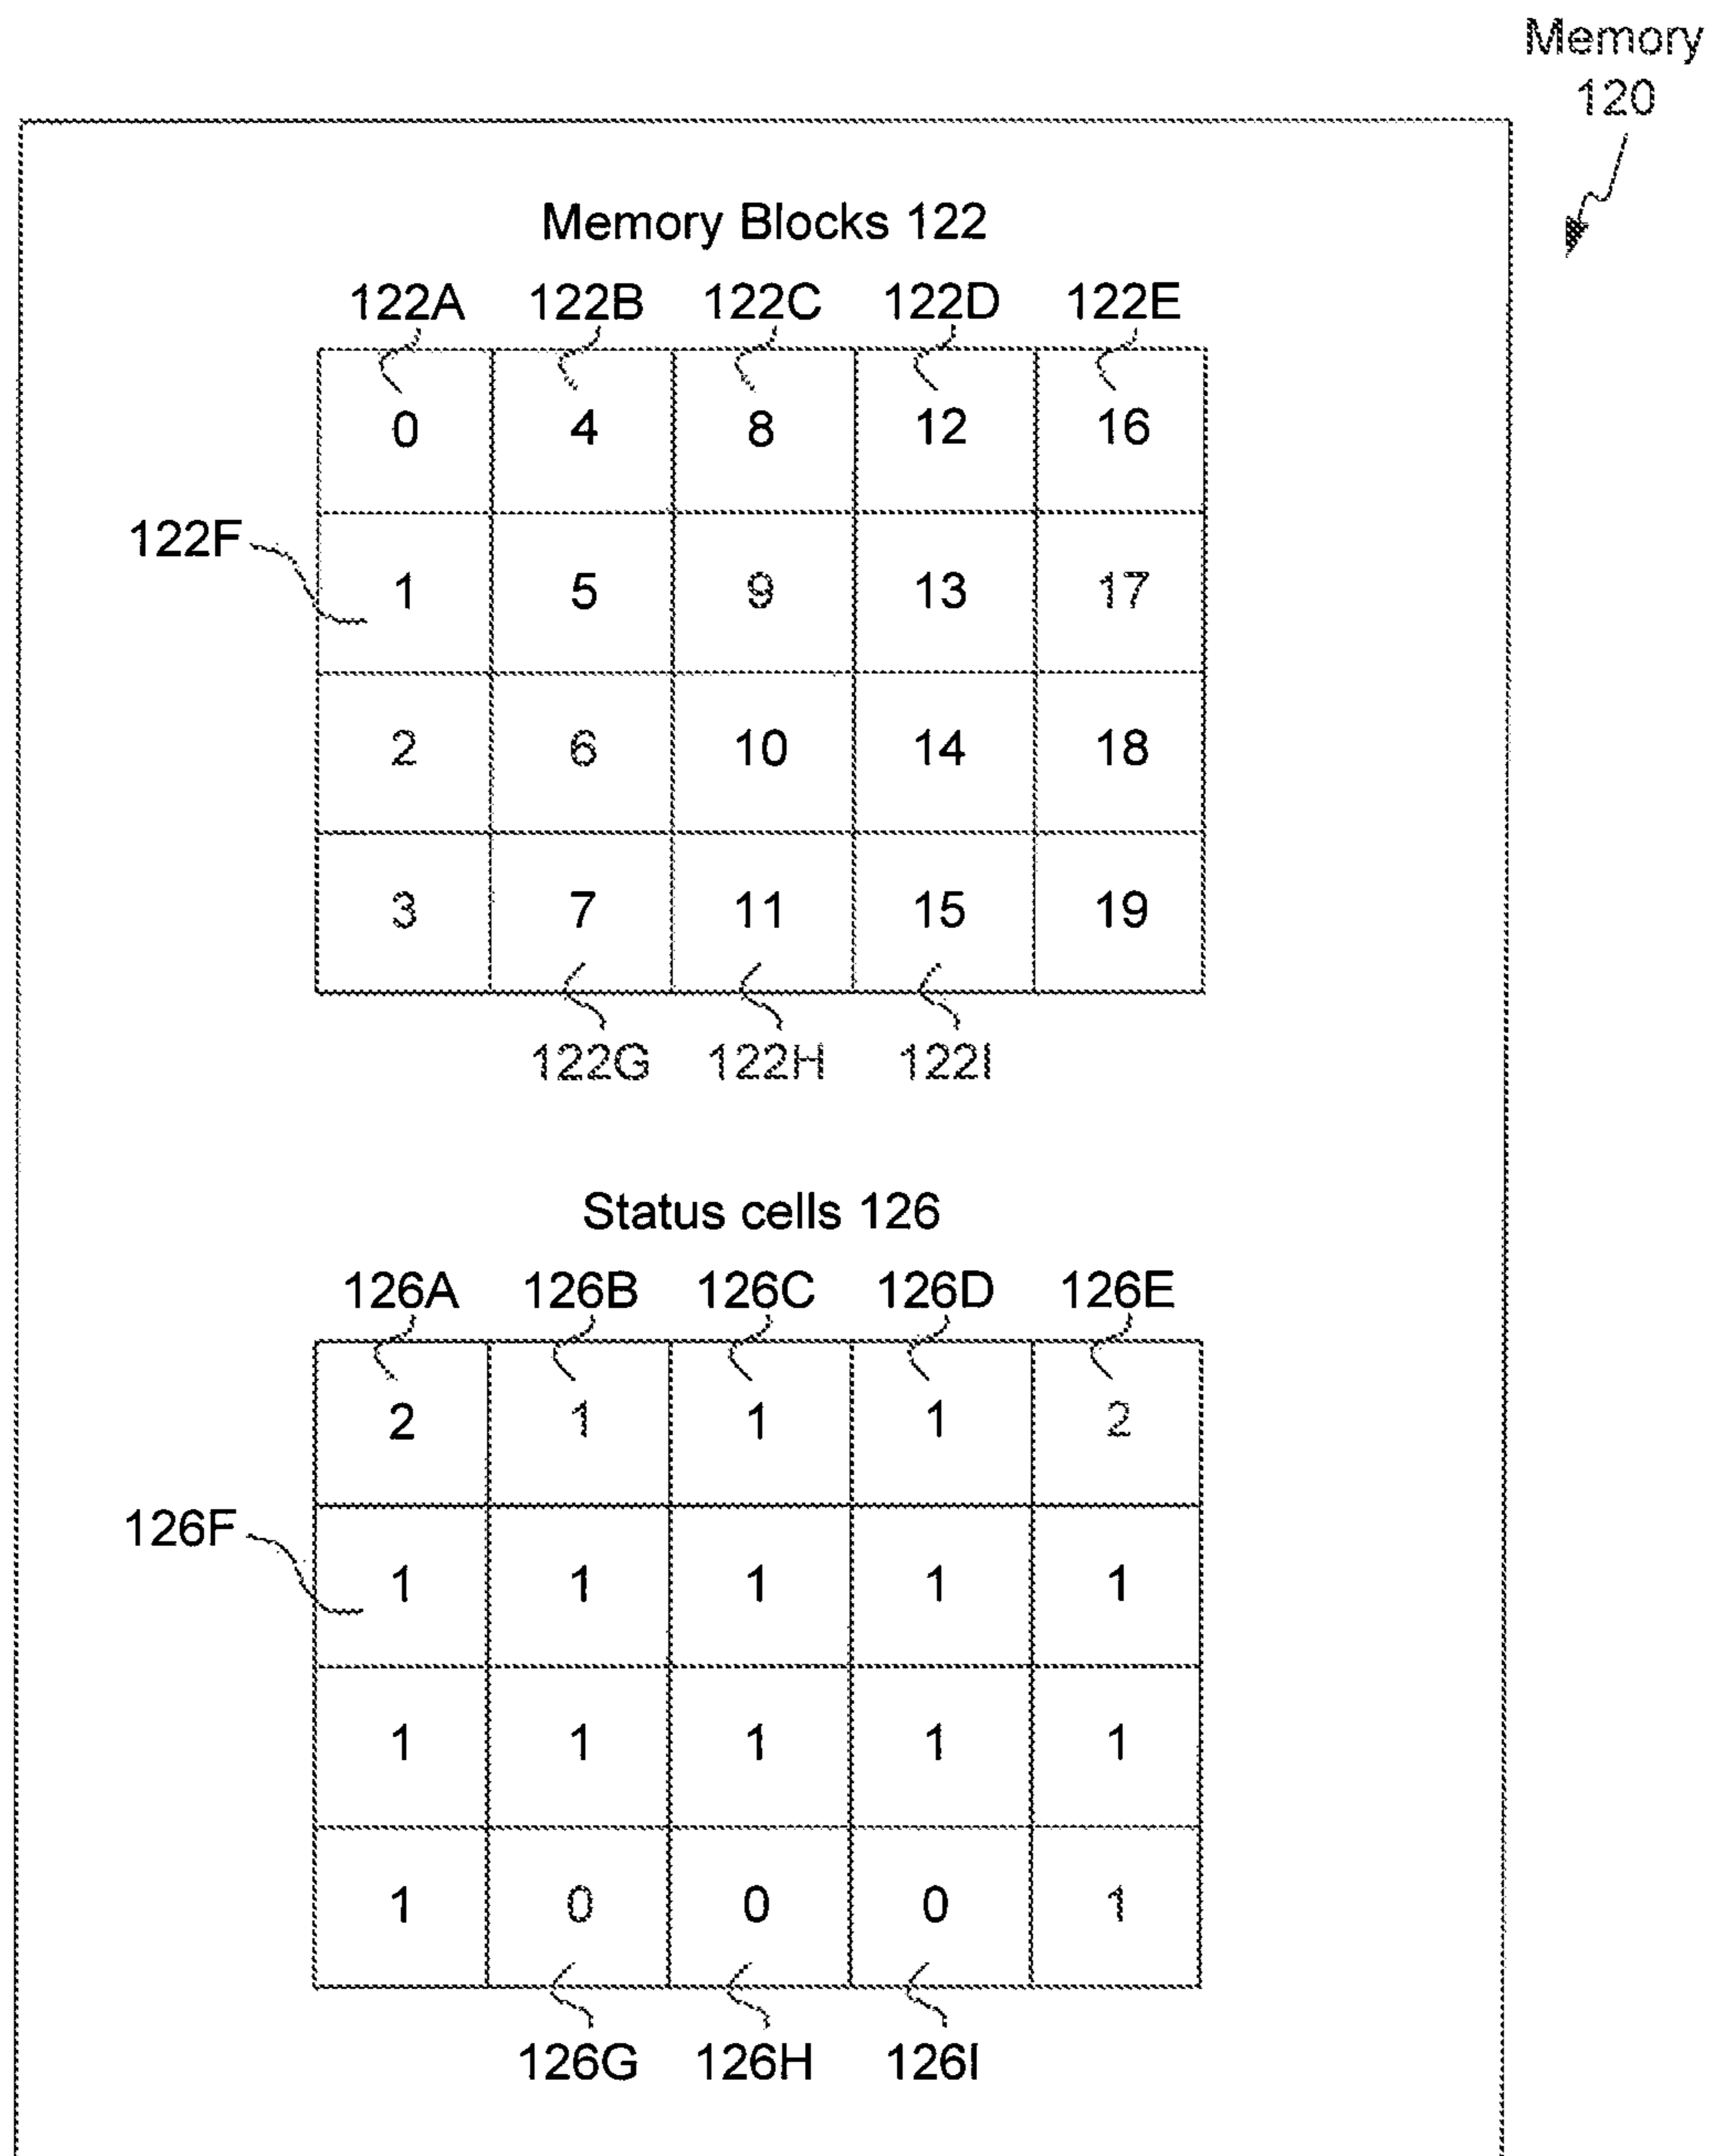 Memory
120
Memory Blocks 122
122A 122B 122C 122D 122E
0 4 8 12 16
122F
1 5 9 13 17
2 6 10 14 18
3 7 11 15 19
122G 122H 122I
Status cells 126
126A 126B 126C 126D 126E
2 1 1 1 2
126F
1 1 1 1 1
1 1 1 1 1
1 0 0 0 1
126G 126H 126I